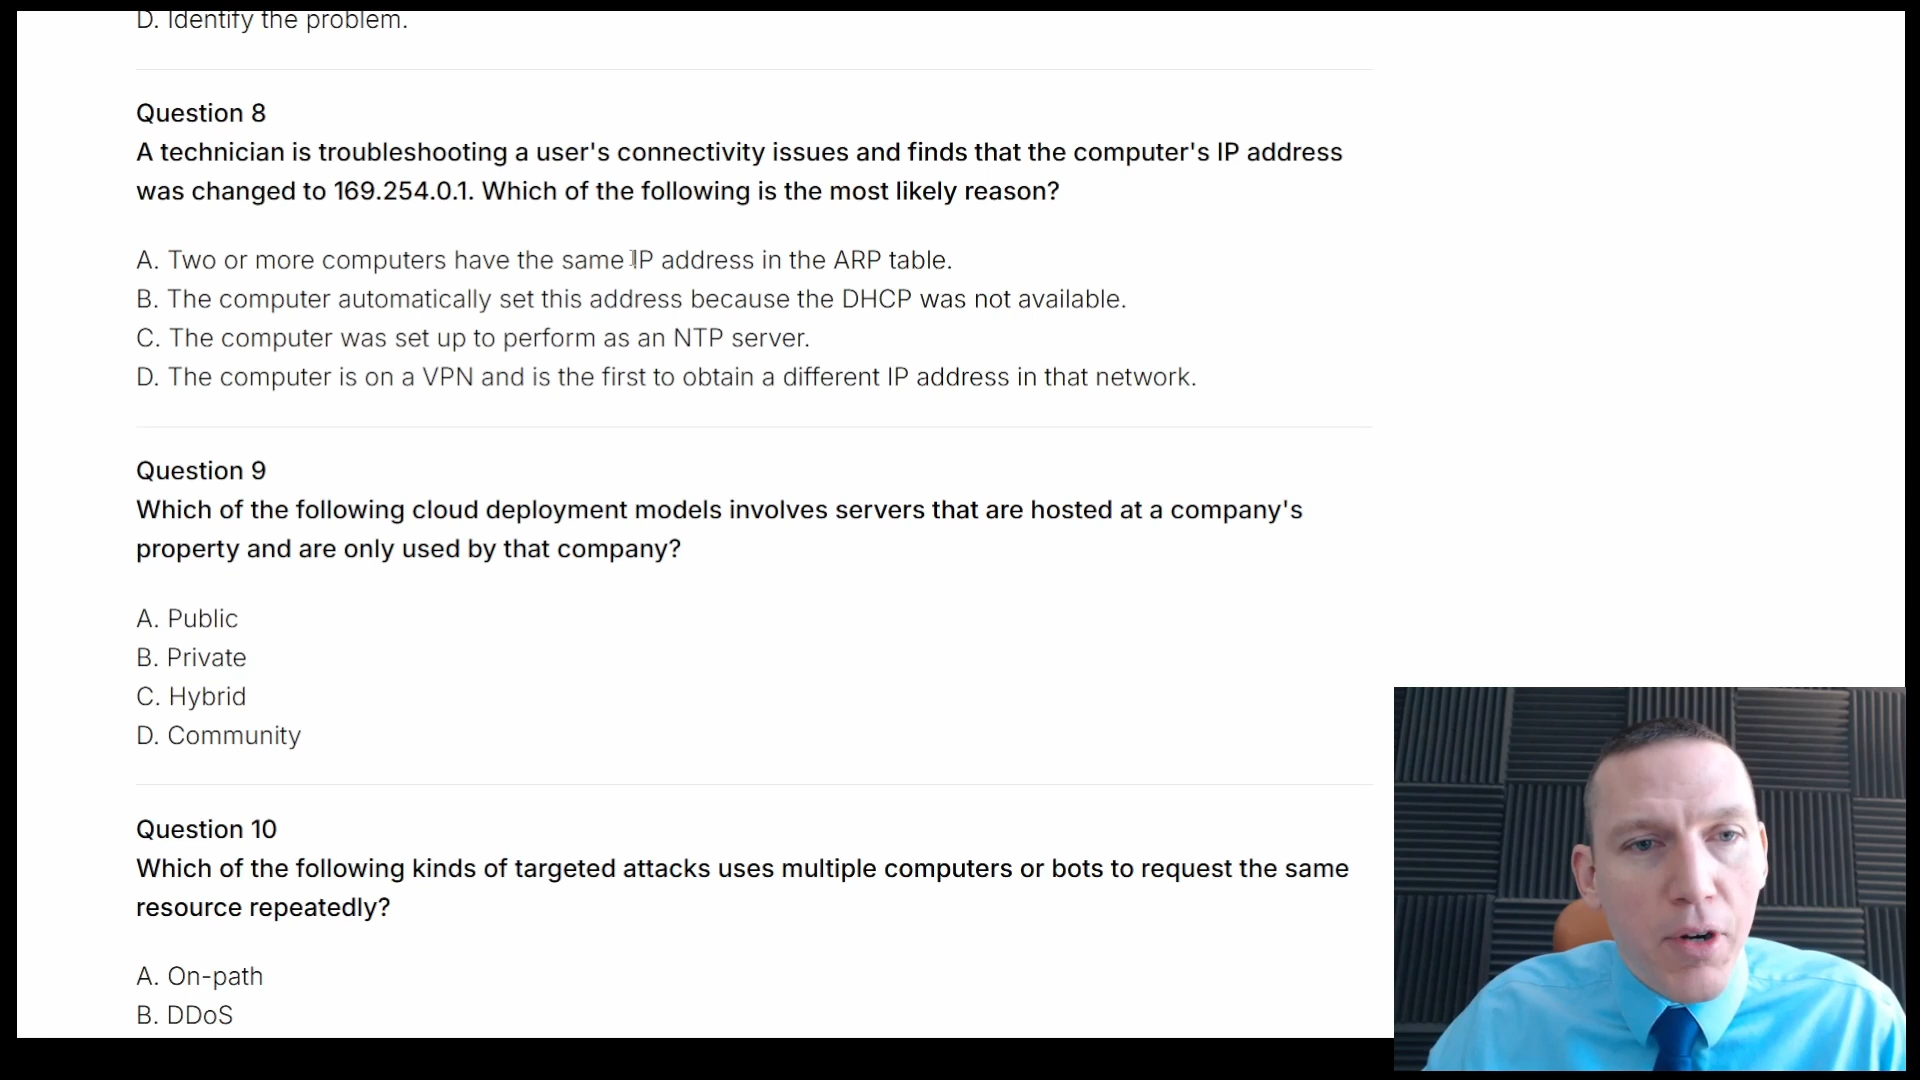 D. Identify the problem.
Question 8
A technician is troubleshooting a user's connectivity issues and finds that the computer's IP address
was changed to 169.254.0.1. Which of the following is the most likely reason?
A. Two or more computers have the same IP address in the ARP table.
B. The computer automatically set this address because the DHCP was not available.
C. The computer was set up to perform as an NTP server.
D. The computer is on a VPN and is the first to obtain a different IP address in that network.
Question 9
Which of the following cloud deployment models involves servers that are hosted at a company's
property and are only used by that company?
A. Public
B. Private
C. Hybrid
D. Community
Question 10
Which of the following kinds of targeted attacks uses multiple computers or bots to request the same
resource repeatedly?
A. On-path
B. DDoS